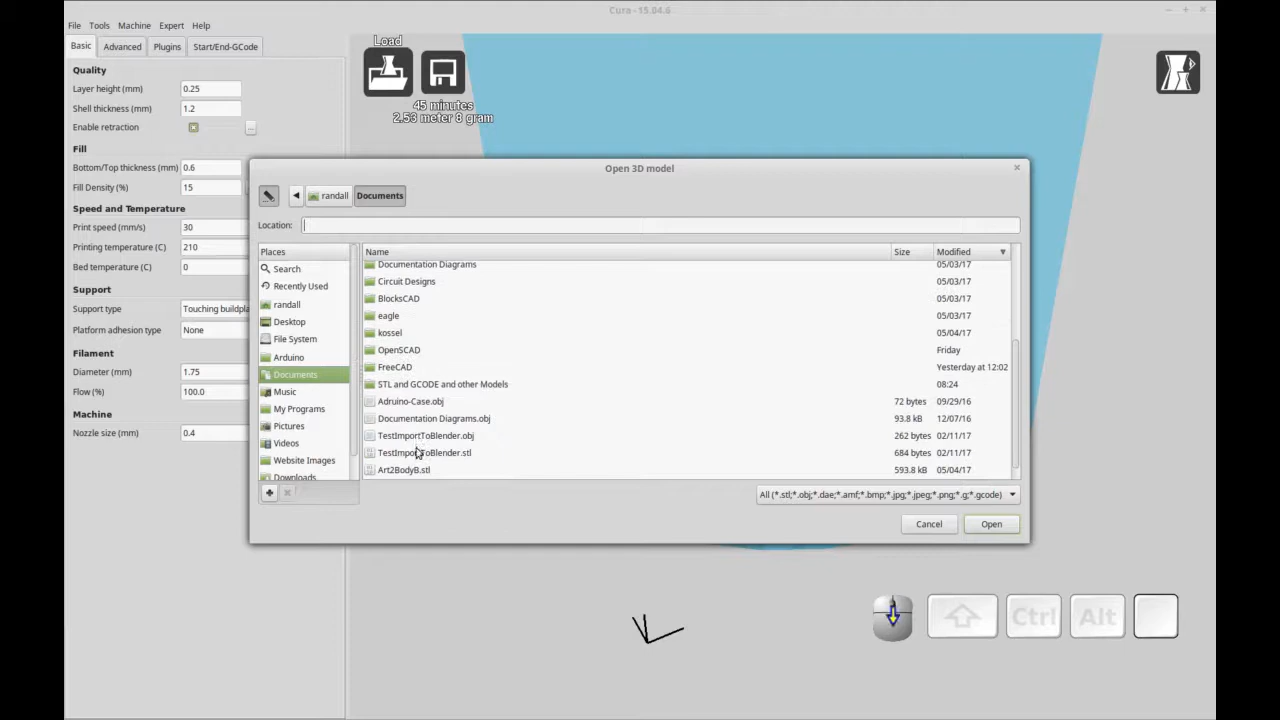 Cura - 15.04.6
File Tools Machine Expert Help
Basic Advanced Plugins Start/End-GCode
Quality
Layer height (mm) 0.25
Shell thickness (mm) 1.2
Enable retraction ...
Fill
Bottom/Top thickness (mm) 0.6
Fill Density (%) 15
Speed and Temperature
Print speed (mm/s) 30
Printing temperature (C) 210
Bed temperature (C) 0
Support
Support type Touching buildpla
Platform adhesion type None
Filament
Diameter (mm) 1.75
Flow (%) 100.0
Machine
Nozzle size (mm) 0.4
Load
45 minutes
2.53 meter 8 gram
Open 3D model
randall Documents
Location:
Places
Search
Recently Used
randall
Desktop
File System
Arduino
Documents
Music
My Programs
Pictures
Videos
Website Images
Downloads
Name Size Modified
Documentation Diagrams 05/03/17
Circuit Designs 05/03/17
BlocksCAD 05/03/17
eagle 05/03/17
kossel 05/04/17
OpenSCAD Friday
FreeCAD Yesterday at 12:02
STL and GCODE and other Models 08:24
Adruino-Case.obj 72 bytes 09/29/16
Documentation Diagrams.obj 93.8 kB 12/07/16
TestImportToBlender.obj 262 bytes 02/11/17
TestImportToBlender.stl 684 bytes 02/11/17
Art2BodyB.stl 593.8 kB 05/04/17
All (*.stl;*.obj;*.dae;*.amf;*.bmp;*.jpg;*.jpeg;*.png;*.g;*.gcode)
Cancel Open
Ctrl Alt